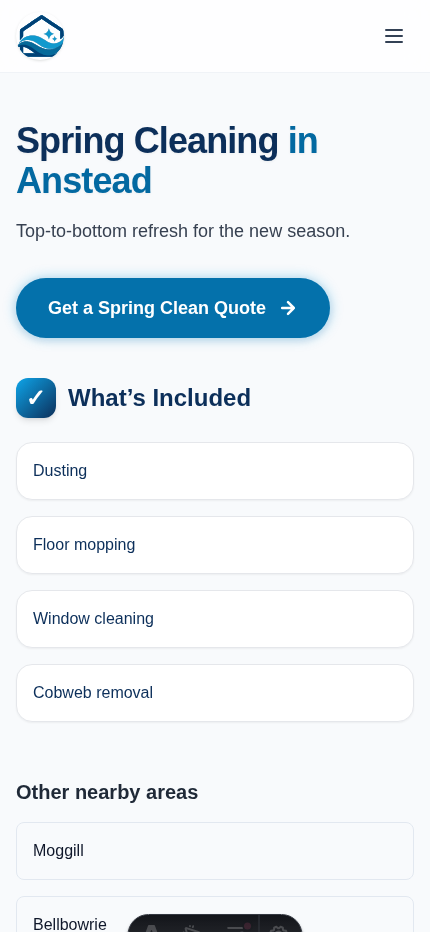 Spring Cleaning in
Anstead
Top-to-bottom refresh for the new season.
Get a Spring Clean Quote
What’s Included
Dusting
Floor mopping
Window cleaning
Cobweb removal
Other nearby areas
Moggill
Bellbowrie